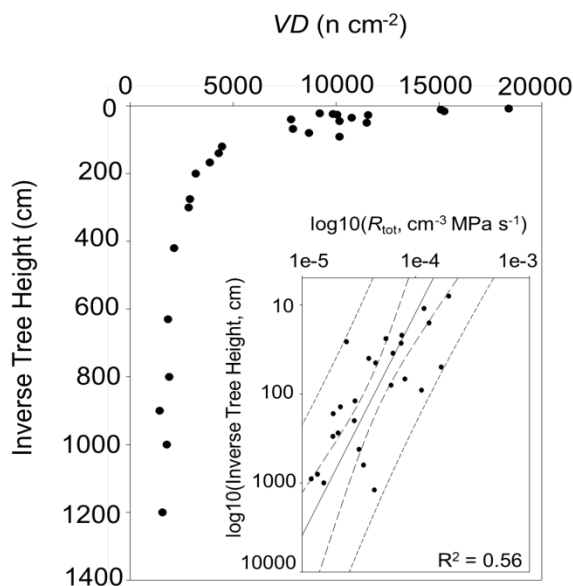 VD (n cm⁻²)
0 5000 10000 15000 20000
0
200
400
600
800
1000
1200
1400
Inverse Tree Height (cm)
log10(Rtot, cm⁻³ MPa s⁻¹)
1e-5 1e-4 1e-3
10
100
1000
10000
log10(Inverse Tree Height, cm)
R² = 0.56